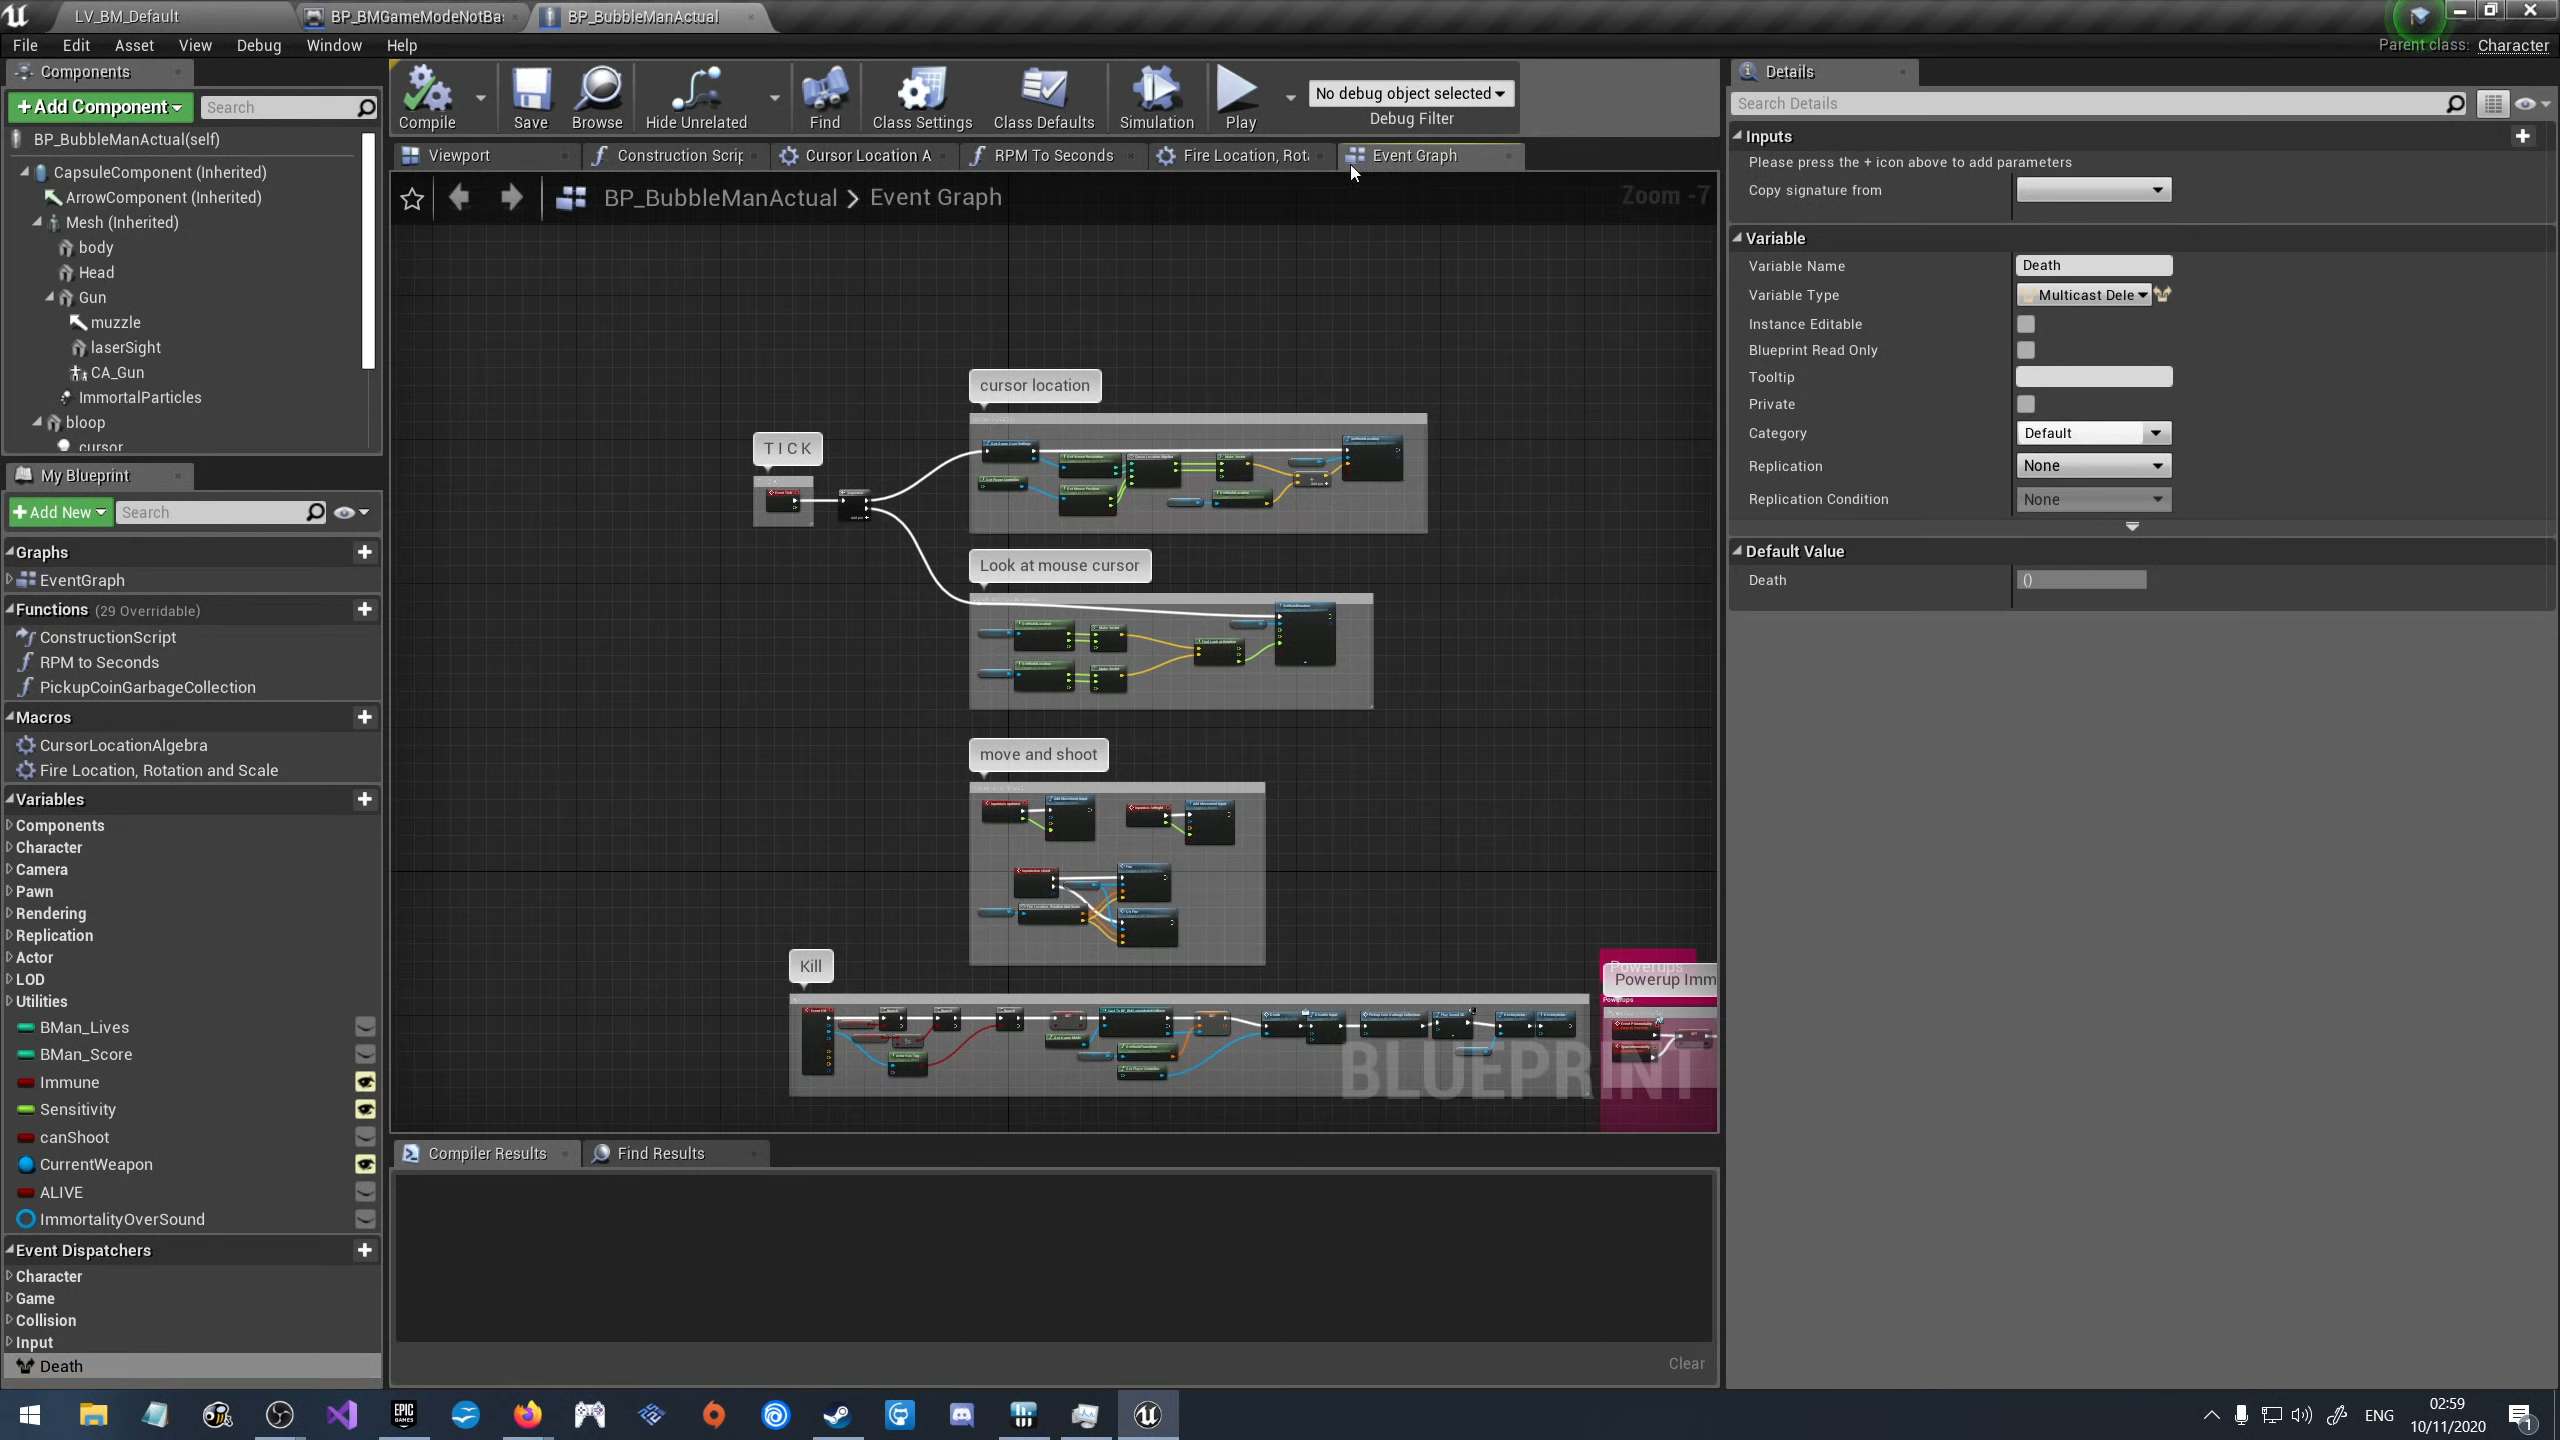 LV_BM_Default
BP_BMGameModeNotBa
BP_BubbleManActual
File Edit Asset View Debug Window Help
Parent class: Character
Components
+Add Component
Search
BP_BubbleManActual(self)
CapsuleComponent (Inherited)
ArrowComponent (Inherited)
Mesh (Inherited)
body
Head
Gun
muzzle
laserSight
CA_Gun
ImmortalParticles
bloop
cursor
My Blueprint
+Add New
Search
Graphs
EventGraph
Functions (29 Overridable)
ConstructionScript
RPM to Seconds
PickupCoinGarbageCollection
Macros
CursorLocationAlgebra
Fire Location, Rotation and Scale
Variables
Components
Character
Camera
Pawn
Rendering
Replication
Actor
LOD
Utilities
BMan_Lives
BMan_Score
Immune
Sensitivity
canShoot
CurrentWeapon
ALIVE
ImmortalityOverSound
Event Dispatchers
Character
Game
Collision
Input
Death
Compile
Save
Browse
Hide Unrelated
Find
Class Settings
Class Defaults
Simulation
Play
No debug object selected
Debug Filter
Viewport
Construction Scrip
Cursor Location A
RPM To Seconds
Fire Location, Rot
Event Graph
BP_BubbleManActual > Event Graph
Zoom -7
cursor location
TICK
Look at mouse cursor
move and shoot
Kill
Powerups
Powerup Imm
Powerups
BLUEPRINT
Compiler Results
Find Results
Clear
Details
Search Details
Inputs
Please press the + icon above to add parameters
Copy signature from
Variable
Variable Name Death
Variable Type Multicast Dele
Instance Editable
Blueprint Read Only
Tooltip
Private
Category Default
Replication None
Replication Condition None
Default Value
Death ()
EPIC
GAMES
ENG
02:59
10/11/2020
1